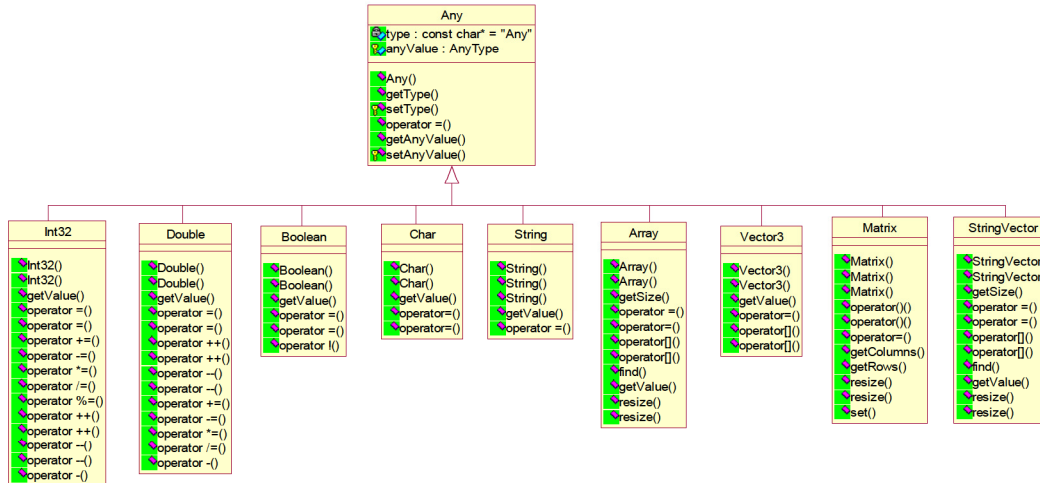 Any
type : const char* = "Any"
anyValue : AnyType
Any()
getType()
setType()
operator =()
getAnyValue()
setAnyValue()
Int32
Int32()
Int32()
getValue()
operator =()
operator =()
operator +=()
operator -=()
operator *=()
operator /=()
operator %=()
operator ++()
operator ++()
operator --()
operator --()
operator -()
Double
Double()
Double()
getValue()
operator =()
operator =()
operator ++()
operator ++()
operator --()
operator --()
operator +=()
operator -=()
operator *=()
operator /=()
operator -()
Boolean
Boolean()
Boolean()
getValue()
operator =()
operator =()
operator !()
Char
Char()
Char()
getValue()
operator=()
operator=()
String
String()
String()
String()
getValue()
operator =()
Array
Array()
Array()
getSize()
operator =()
operator=()
operator[]()
operator[]()
find()
getValue()
resize()
resize()
Vector3
Vector3()
Vector3()
getValue()
operator=()
operator[]()
operator[]()
Matrix
Matrix()
Matrix()
Matrix()
operator()()
operator()()
operator=()
getColumns()
getRows()
resize()
resize()
set()
StringVector
StringVector
StringVector
getSize()
operator =()
operator =()
operator[]()
operator[]()
find()
getValue()
resize()
resize()